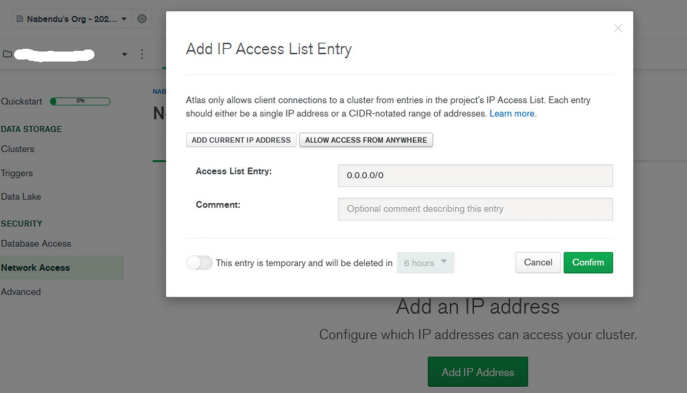 Nabendu's Org - 202...
Add IP Access List Entry
Atlas only allows client connections to a cluster from entries in the project's IP Access List. Each entry
should either be a single IP address or a CIDR-notated range of addresses. Learn more.
ADD CURRENT IP ADDRESS
ALLOW ACCESS FROM ANYWHERE
Access List Entry:
0.0.0.0/0
Comment:
Optional comment describing this entry
This entry is temporary and will be deleted in
6 hours
Cancel
Confirm
Quickstart
0%
DATA STORAGE
Clusters
Triggers
Data Lake
SECURITY
Database Access
Network Access
Advanced
NAB
N
Add an IP address
Configure which IP addresses can access your cluster.
Add IP Address